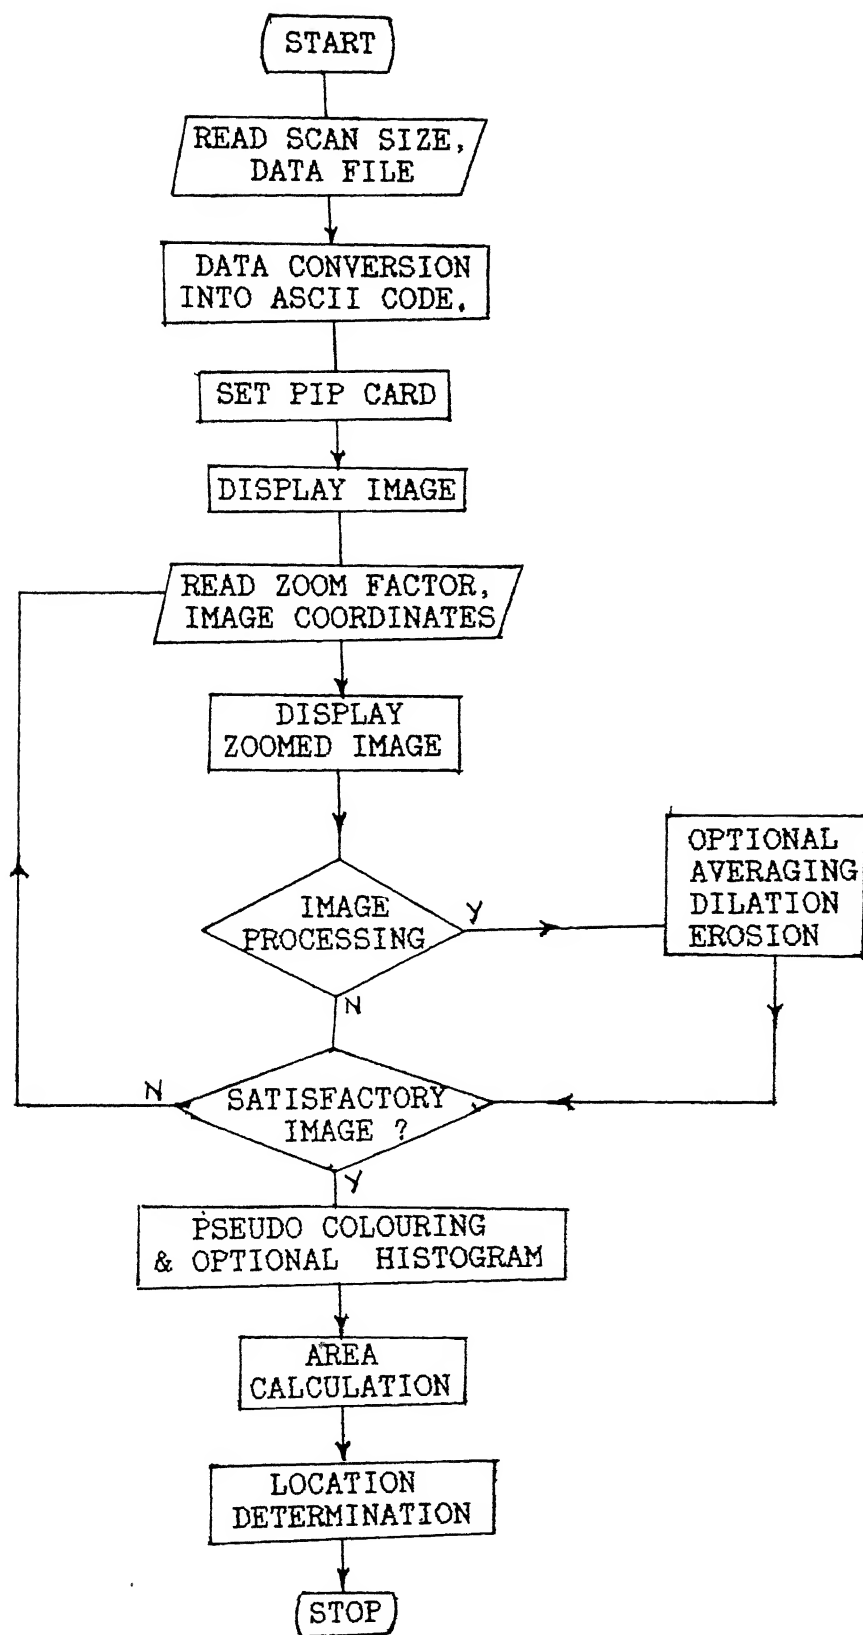 START
READ SCAN SIZE,
DATA FILE
DATA CONVERSION
INTO ASCII CODE.
SET PIP CARD
DISPLAY IMAGE
READ ZOOM FACTOR,
IMAGE COORDINATES
DISPLAY
ZOOMED IMAGE
IMAGE
PROCESSING
Y
OPTIONAL
AVERAGING
DILATION
EROSION
N
N
SATISFACTORY
IMAGE ?
Y
PSEUDO COLOURING
& OPTIONAL HISTOGRAM
AREA
CALCULATION
LOCATION
DETERMINATION
STOP